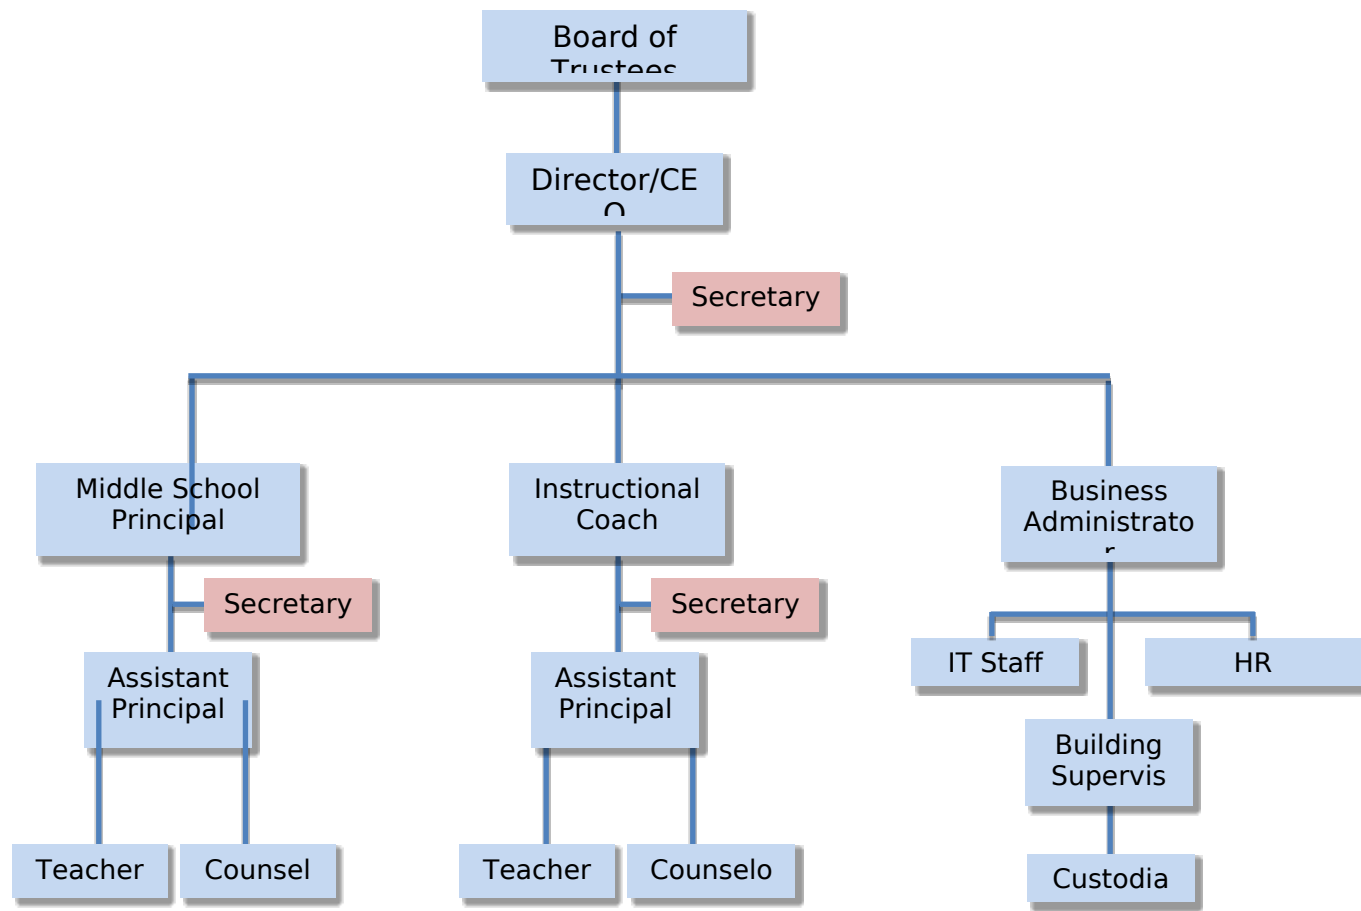 Board of
Trustees
Director/CE
O
Secretary
Middle School
Principal
Instructional
Coach
Business
Administrato
r
Secretary
Secretary
Assistant
Principal
Assistant
Principal
IT Staff
HR
Building
Supervis
Teacher
Counsel
Teacher
Counselo
Custodia